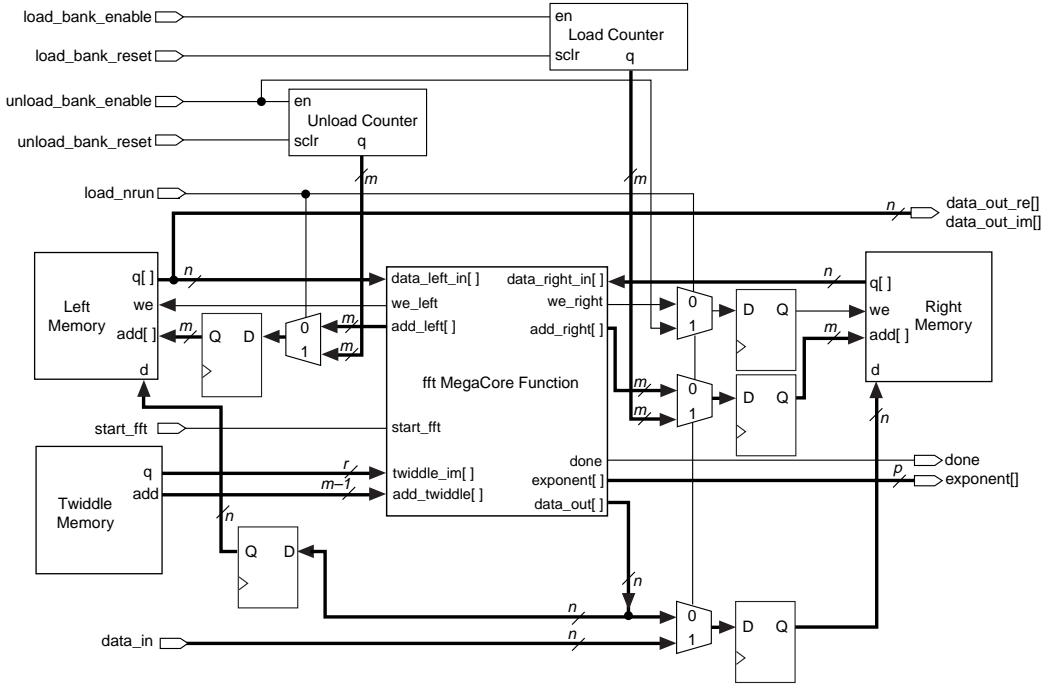 load_bank_enable
en
Load Counter
load_bank_reset
sclr
q
unload_bank_enable
en
Unload Counter
unload_bank_reset
sclr
q
m
m
load_nrun
n
data_out_re[]
data_out_im[]
q[ ]
n
data_left_in[ ]
data_right_in[ ]
n
q[]
Left
Memory
we
we_left
we_right
0
1
D
Q
we
Right
Memory
add[ ]
m
Q
D
0
1
m
m
add_left[ ]
add_right[ ]
m
add[ ]
d
fft MegaCore Function
m
m
0
1
D
Q
d
n
start_fft
start_fft
q
r
twiddle_im[ ]
done
done
add
m–1
add_twiddle[ ]
exponent[ ]
p
exponent[]
Twiddle
Memory
data_out[ ]
n
Q
D
n
n
0
1
D
Q
data_in
n